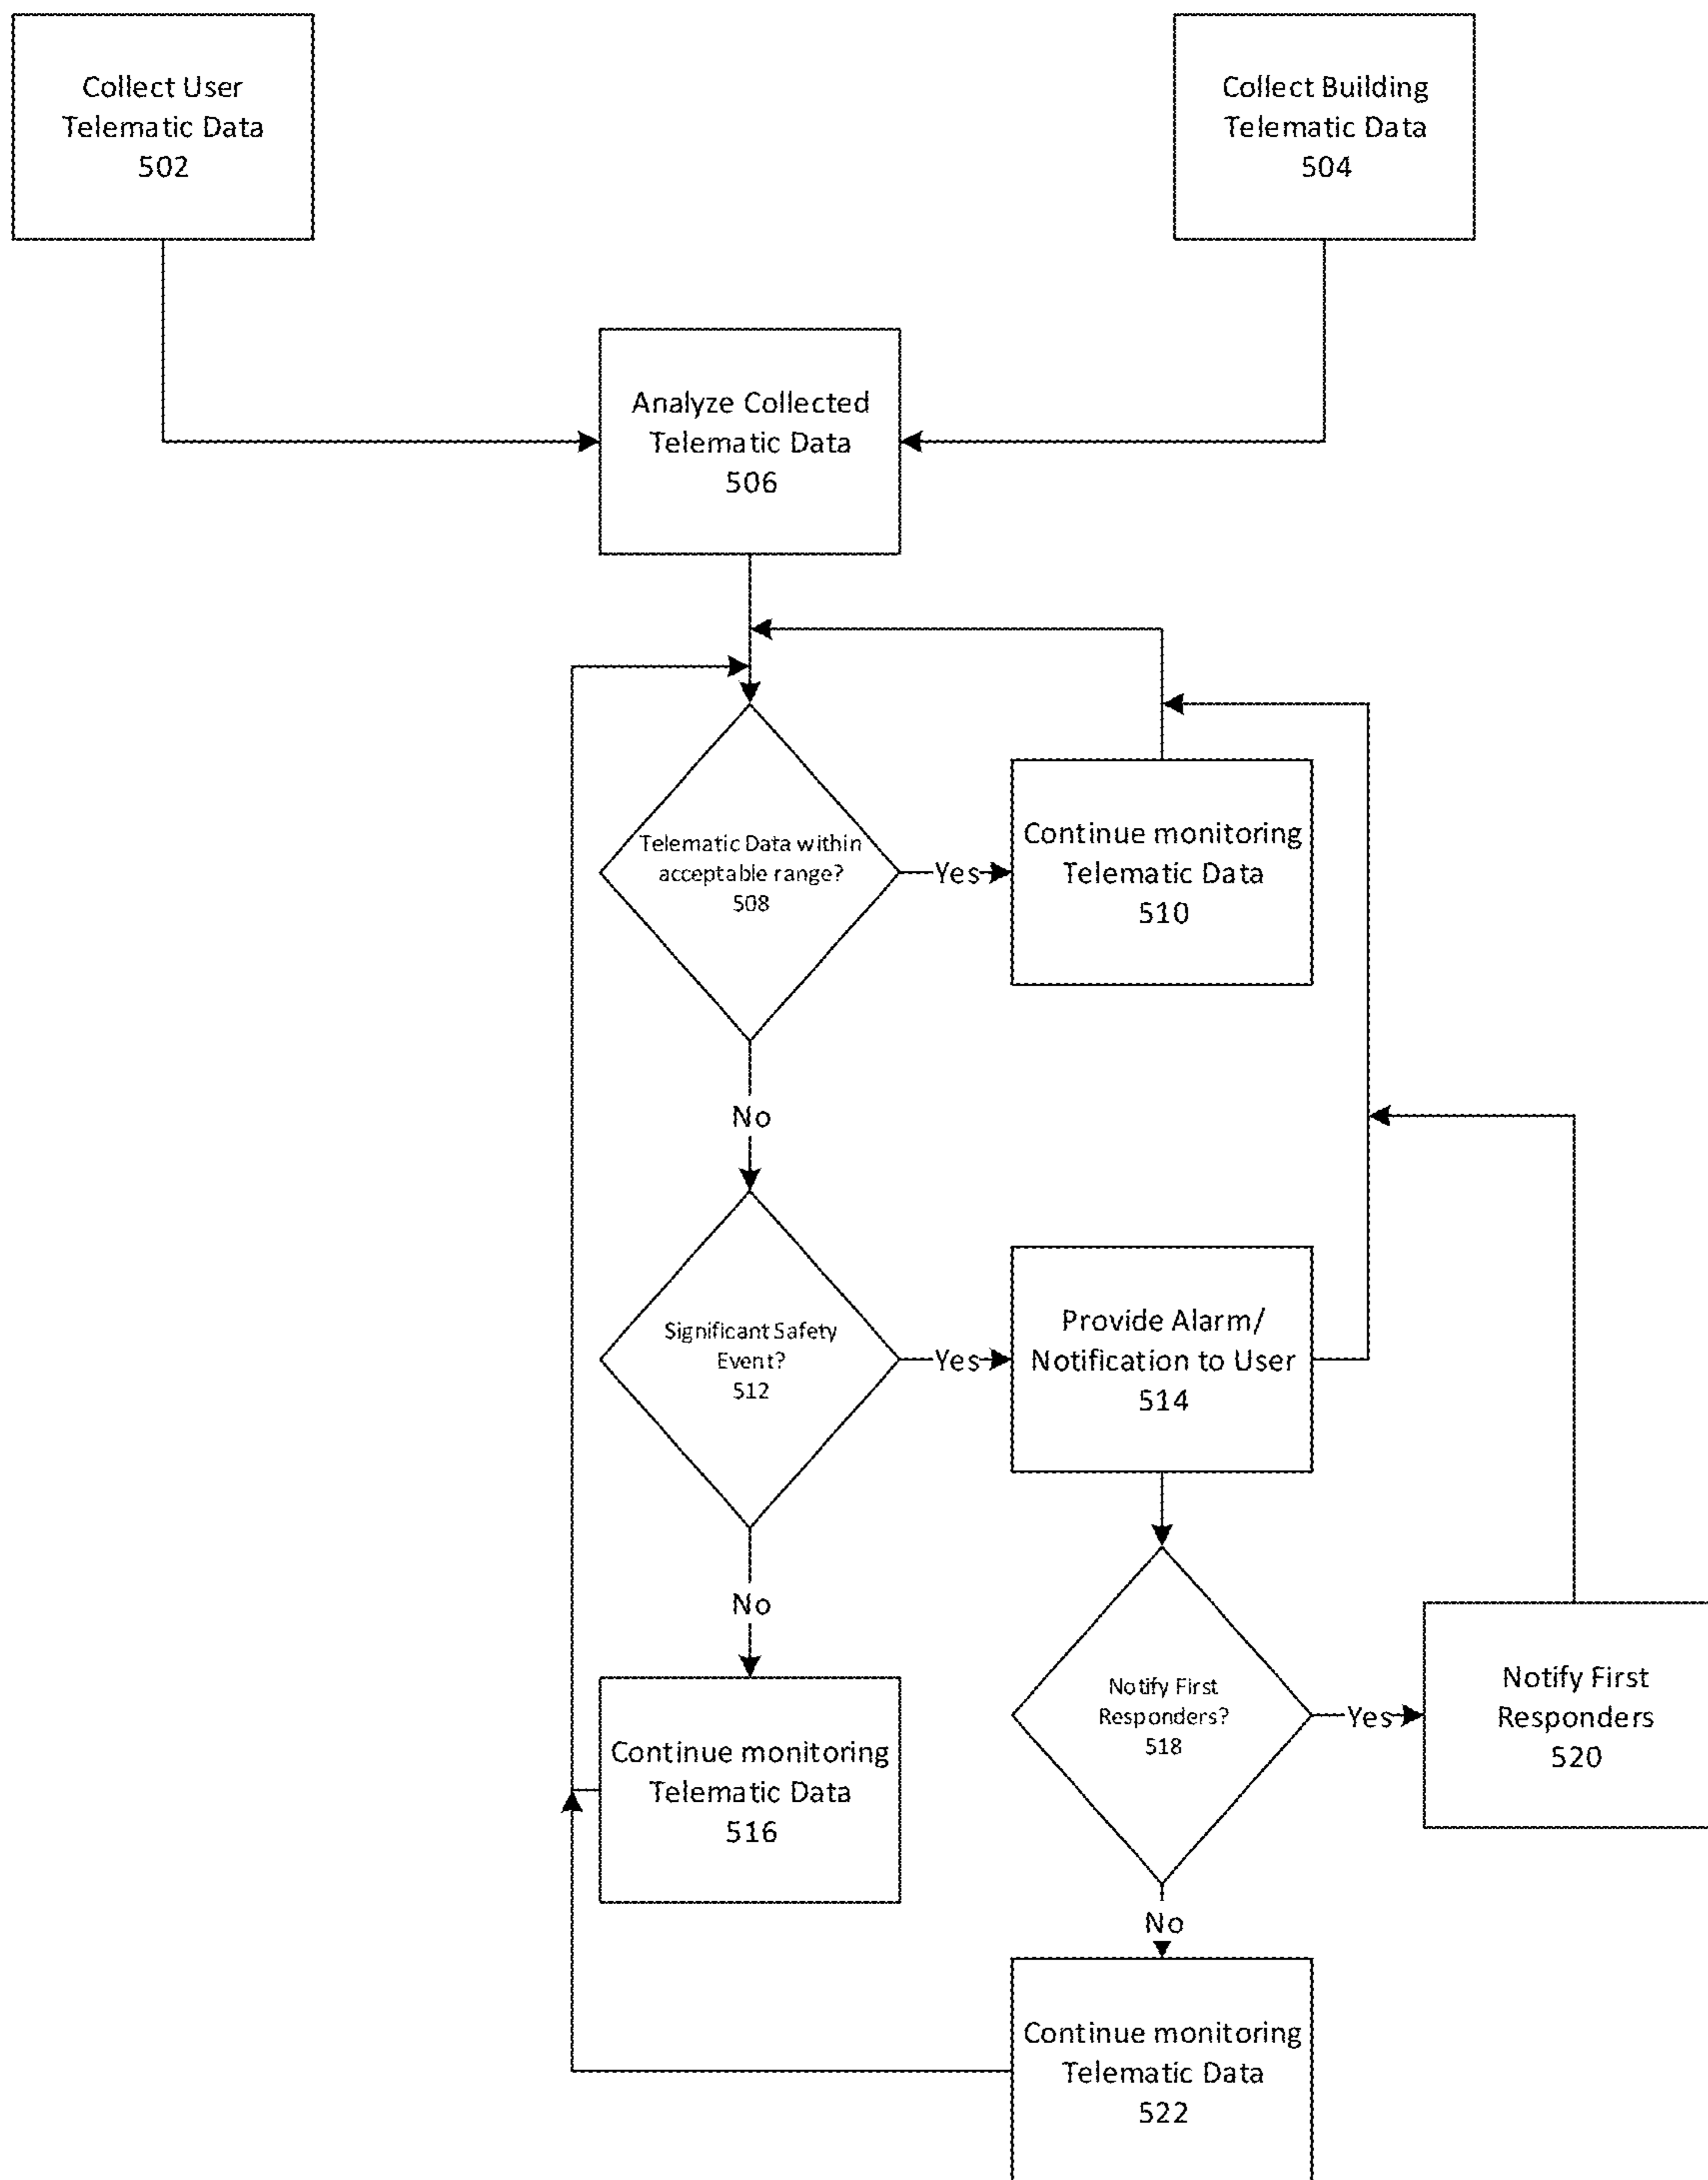 Collect User
Telematic Data
502
Collect Building
Telematic Data
504
Analyze Collected
Telematic Data
506
Telematic Data within
acceptable range?
508
Yes
Continue monitoring
Telematic Data
510
No
Significant Safety
Event?
512
Yes
Provide Alarm/
Notification to User
514
No
Continue monitoring
Telematic Data
516
Notify First
Responders?
518
Yes
Notify First
Responders
520
No
Continue monitoring
Telematic Data
522